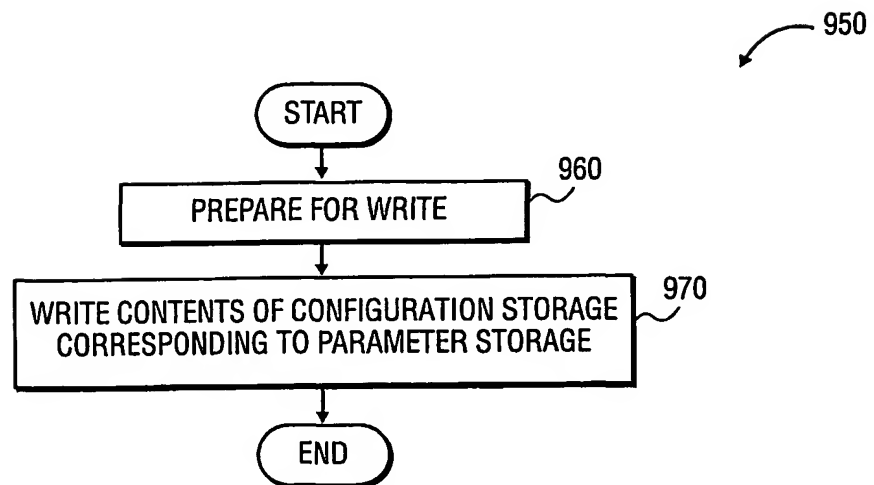 950
START
960
PREPARE FOR WRITE
970
WRITE CONTENTS OF CONFIGURATION STORAGE
CORRESPONDING TO PARAMETER STORAGE
END